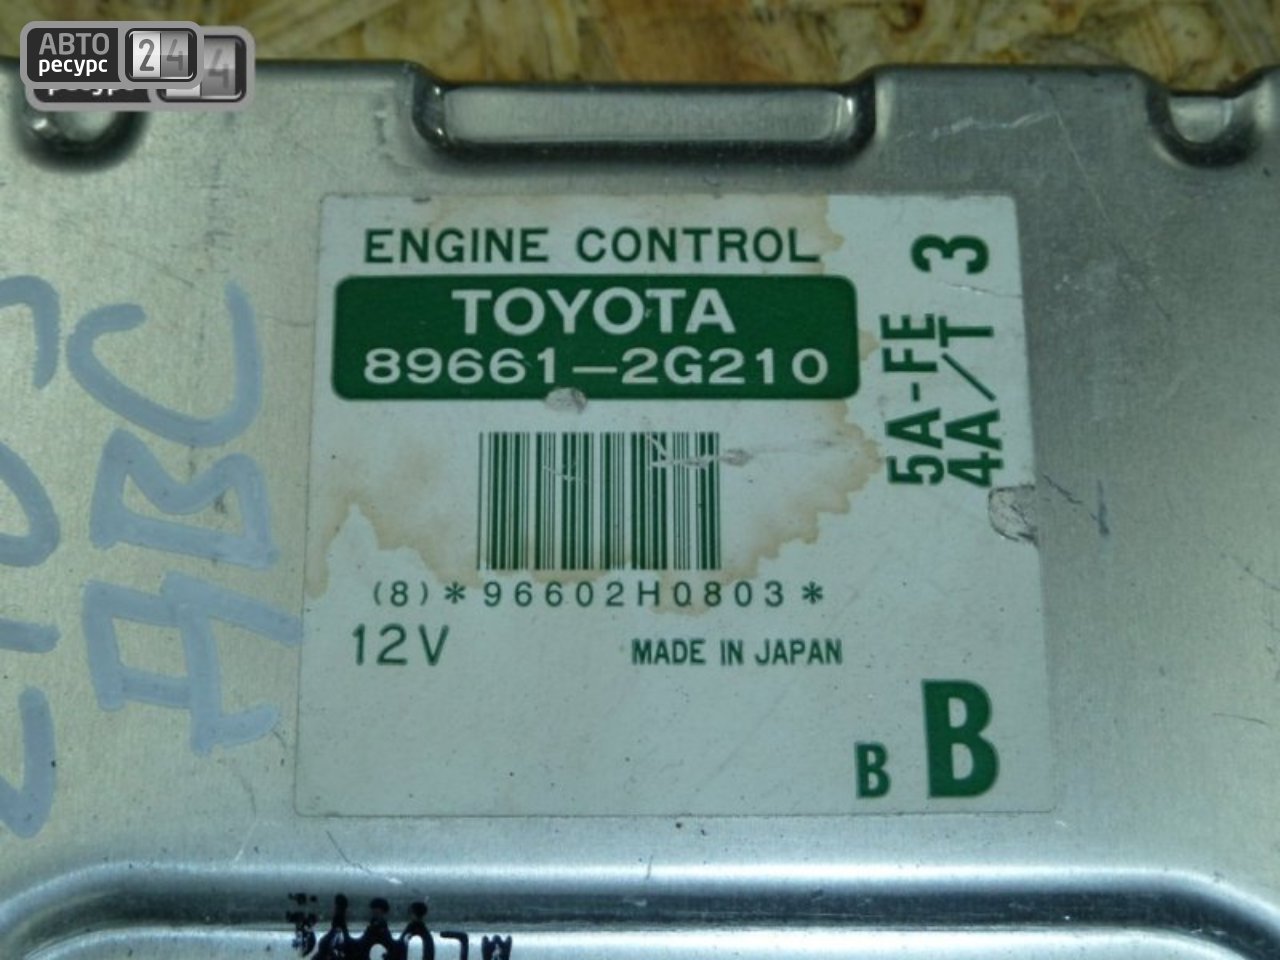 АВТО
ресурс
24
ENGINE CONTROL
TOYOTA
89661-2G210
(8)*96602H0803*
12V
MADE IN JAPAN
5A-FE
4A/T 3
B B